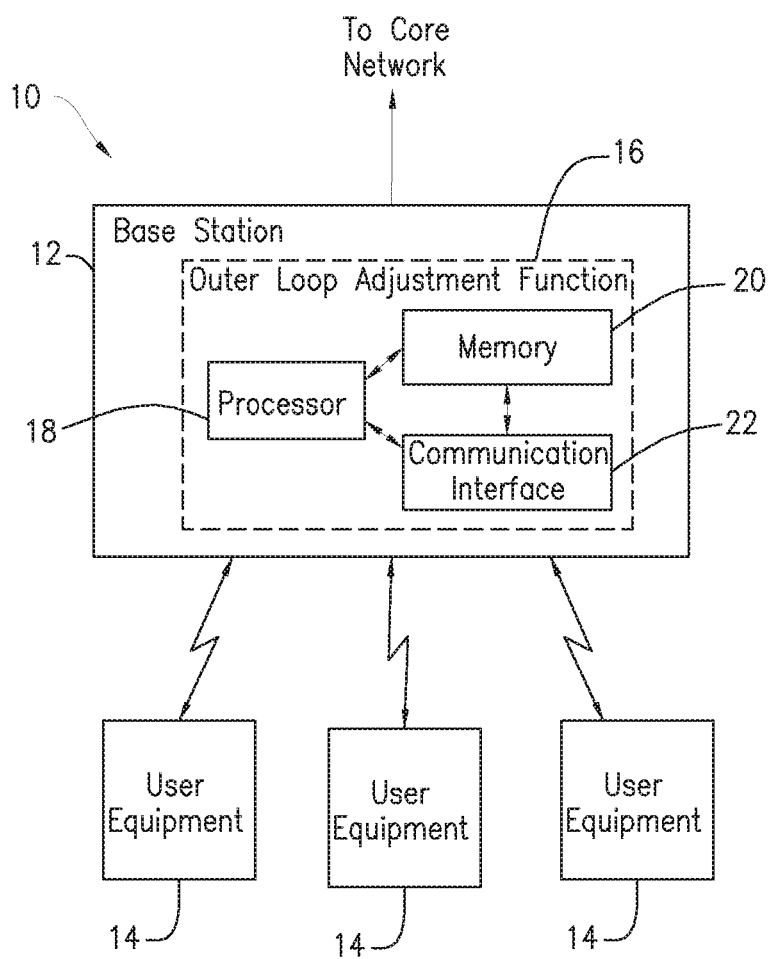 To Core
Network
10
16
Base Station
12
Outer Loop Adjustment Function
20
Memory
Processor
18
22
Communication
Interface
User
Equipment
User
Equipment
User
Equipment
14
14
14